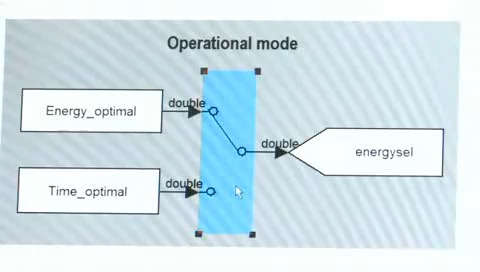 Operational mode
double
Energy_optimal
double
energysel
double
Time_optimal